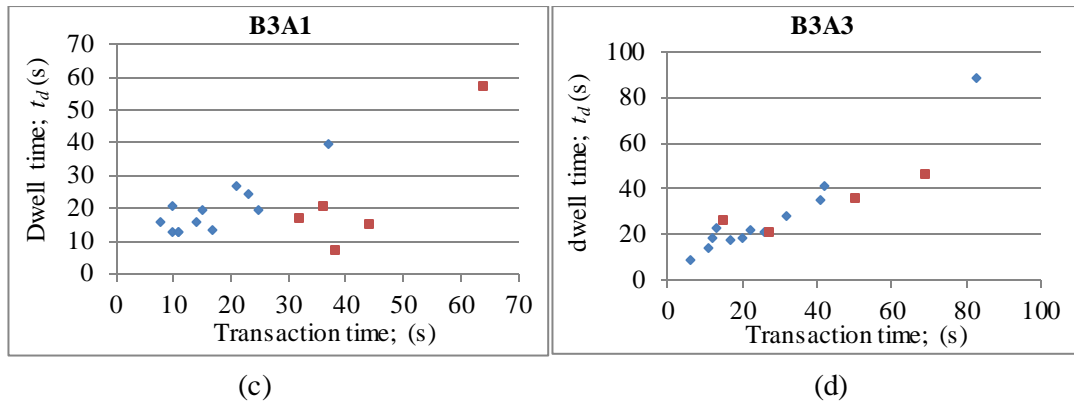 B3A1
70
60
50
40
30
20
10
0
Dwell time; td (s)
0 10 20 30 40 50 60 70
Transaction time; (s)
(c)
B3A3
100
80
60
40
20
0
dwell time; td (s)
0 20 40 60 80 100
Transaction time; (s)
(d)